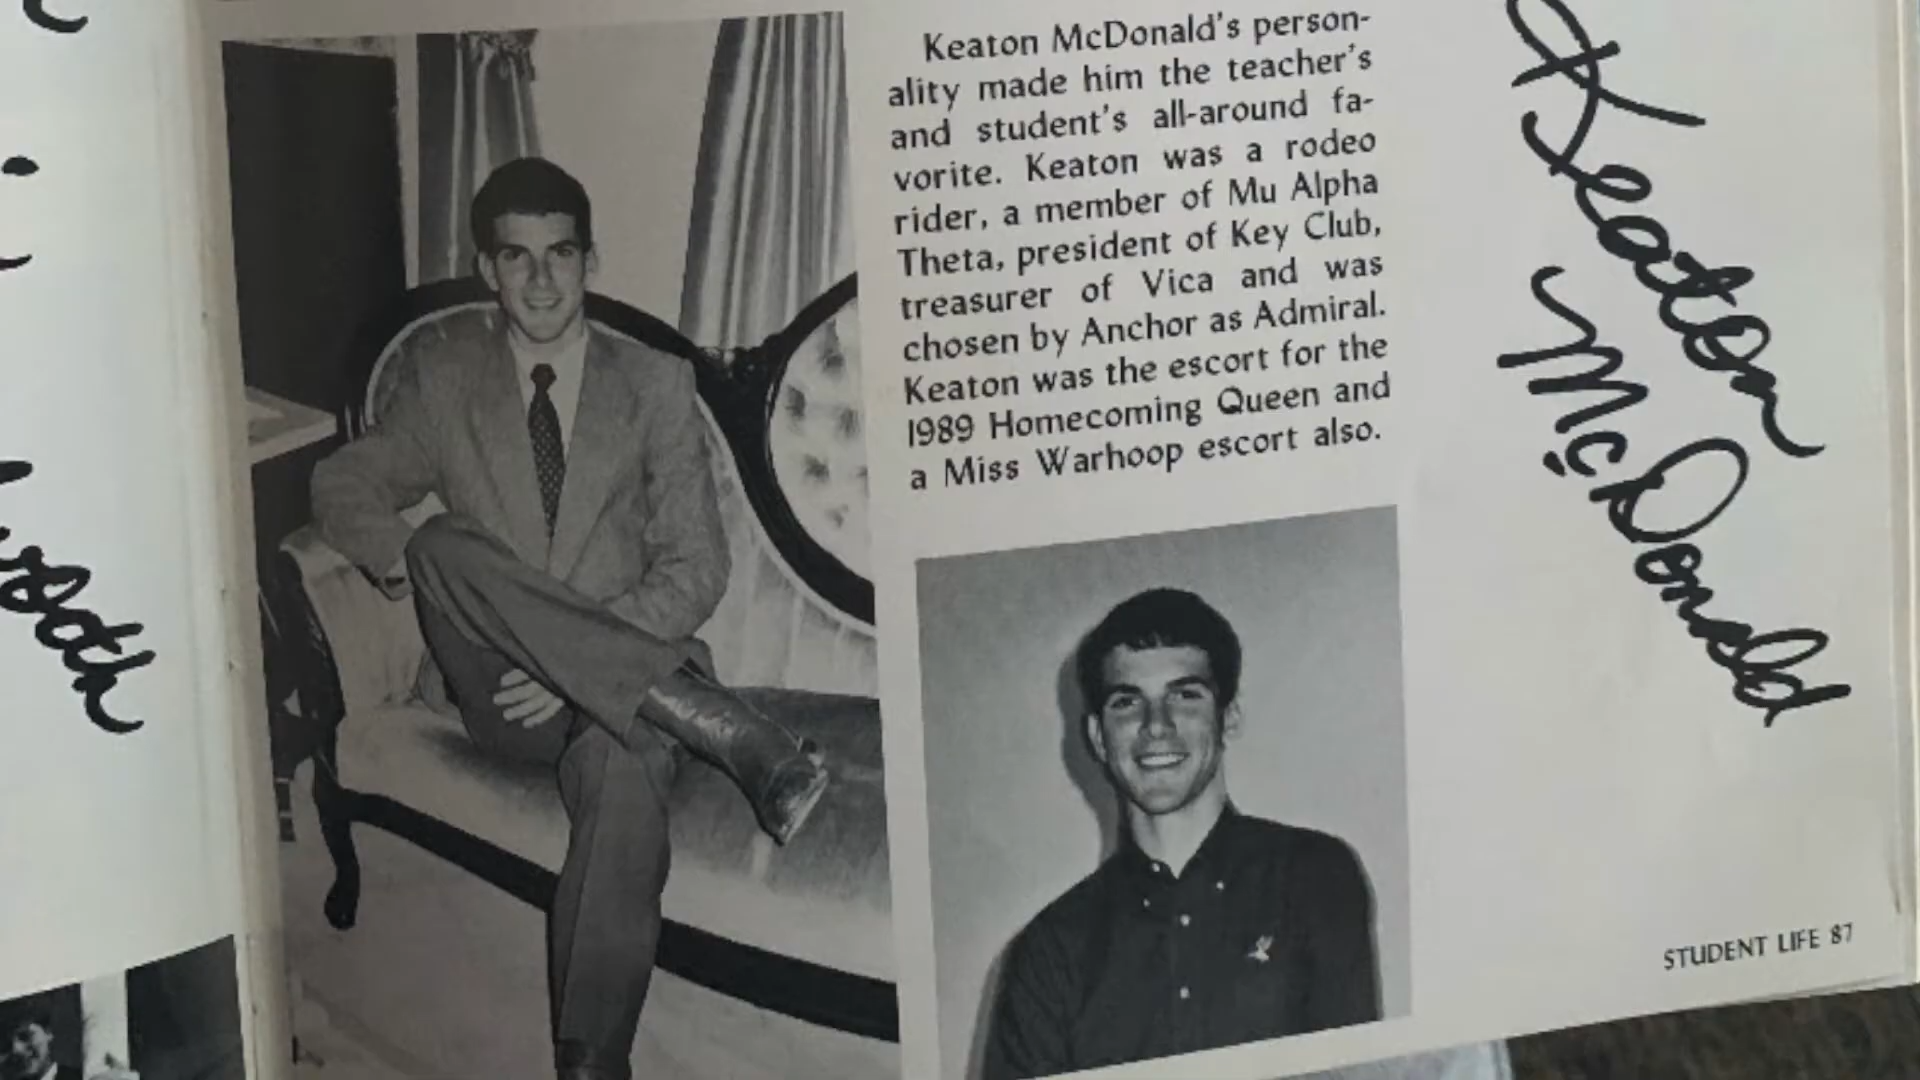 Keaton McDonald's person-
ality made him the teacher's
and student's all-around fa-
vorite. Keaton was a rodeo
rider, a member of Mu Alpha
Theta, president of Key Club,
treasurer of Vica and was
chosen by Anchor as Admiral.
Keaton was the escort for the
1989 Homecoming Queen and
a Miss Warhoop escort also.
Keaton
McDonald
STUDENT LIFE 87